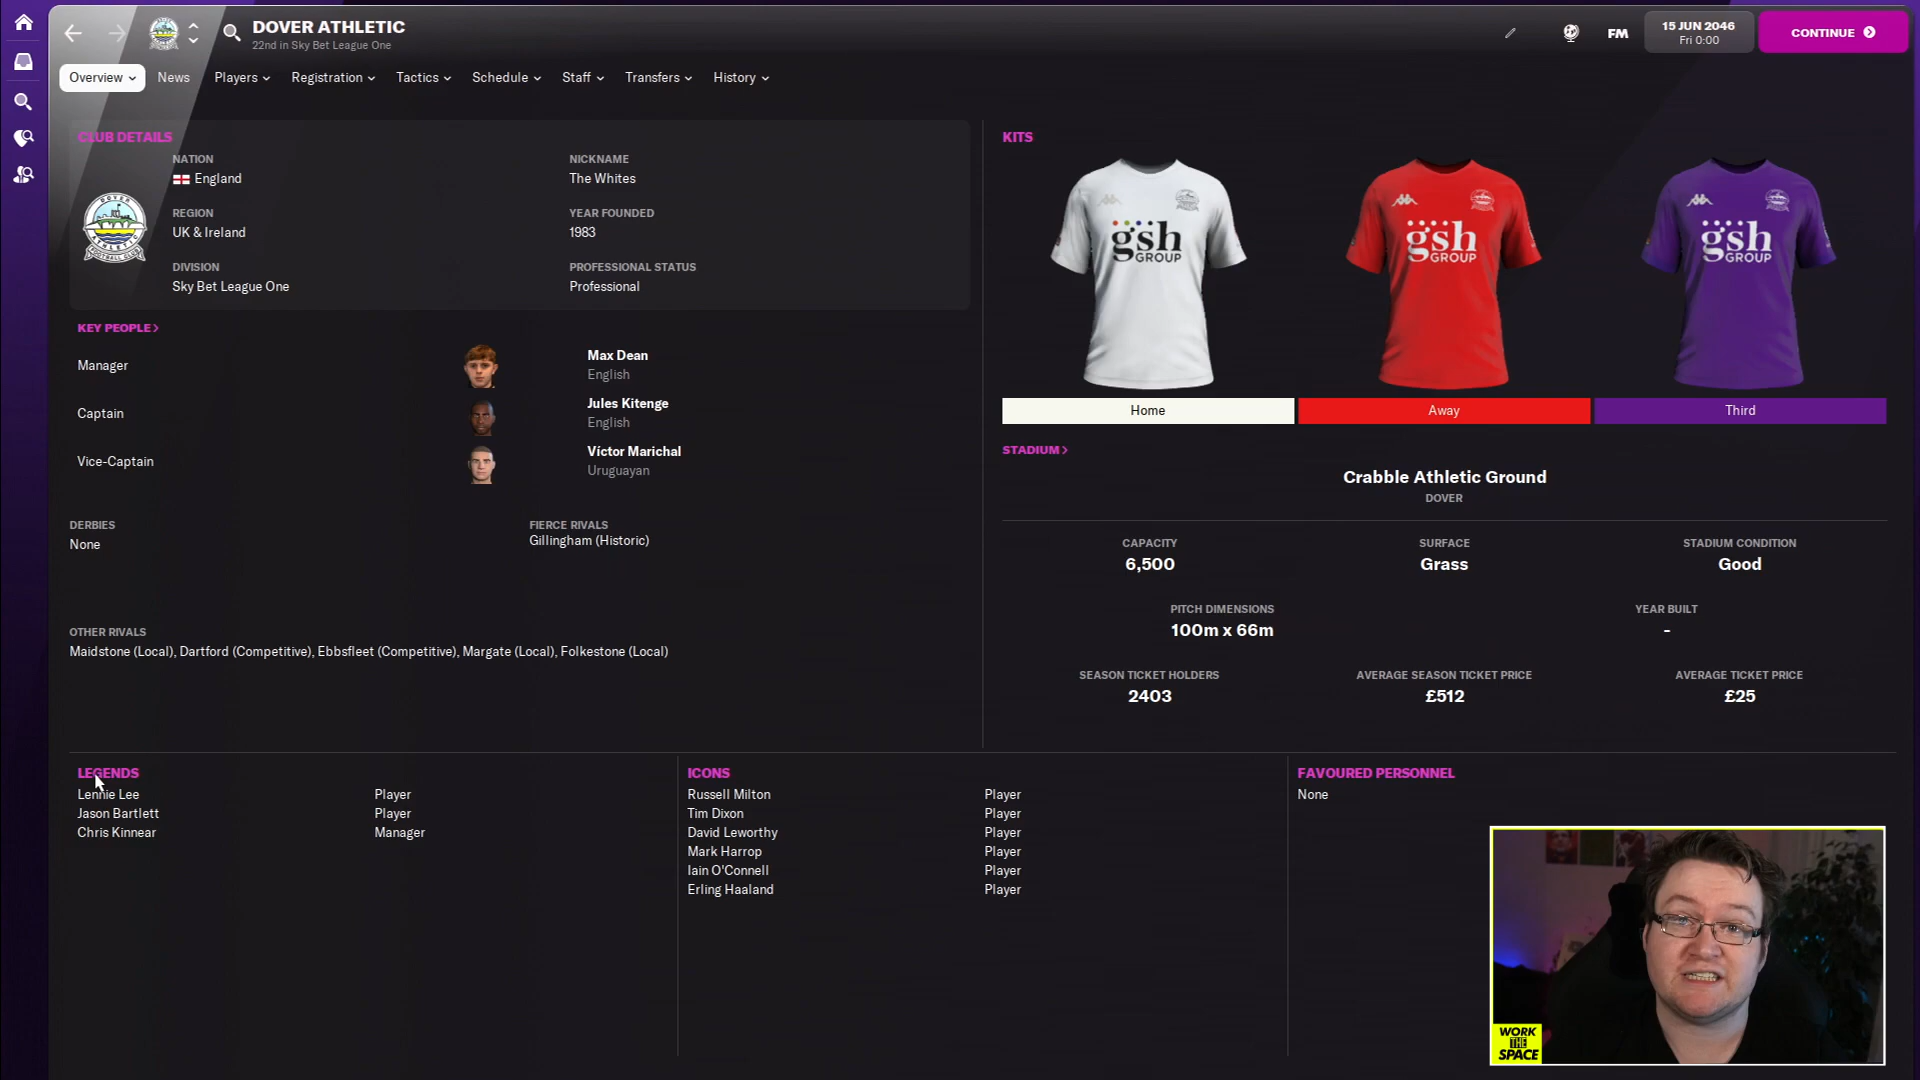 DOVER ATHLETIC
22nd in Sky Bet League One
FM
15 JUN 2046
Fri 0:00
CONTINUE
Overview
News
Players
Registration
Tactics
Schedule
Staff
Transfers
History
CLUB DETAILS
NATION
England
NICKNAME
The Whites
REGION
UK & Ireland
YEAR FOUNDED
1983
DIVISION
Sky Bet League One
PROFESSIONAL STATUS
Professional
DOVER
ATHLETIC
FOOTBALL CLUB
KEY PEOPLE
Manager
Max Dean
English
Captain
Jules Kitenge
English
Vice-Captain
Víctor Marichal
Uruguayan
DERBIES
None
FIERCE RIVALS
Gillingham (Historic)
OTHER RIVALS
Maidstone (Local), Dartford (Competitive), Ebbsfleet (Competitive), Margate (Local), Folkestone (Local)
KITS
gsh
GROUP
gsh
GROUP
gsh
GROUP
Home
Away
Third
STADIUM
Crabble Athletic Ground
DOVER
CAPACITY
6,500
SURFACE
Grass
STADIUM CONDITION
Good
PITCH DIMENSIONS
100m x 66m
YEAR BUILT
-
SEASON TICKET HOLDERS
2403
AVERAGE SEASON TICKET PRICE
£512
AVERAGE TICKET PRICE
£25
LEGENDS
Lennie Lee Player
Jason Bartlett Player
Chris Kinnear Manager
ICONS
Russell Milton Player
Tim Dixon Player
David Leworthy Player
Mark Harrop Player
Iain O'Connell Player
Erling Haaland Player
FAVOURED PERSONNEL
None
WORK
THE
SPACE